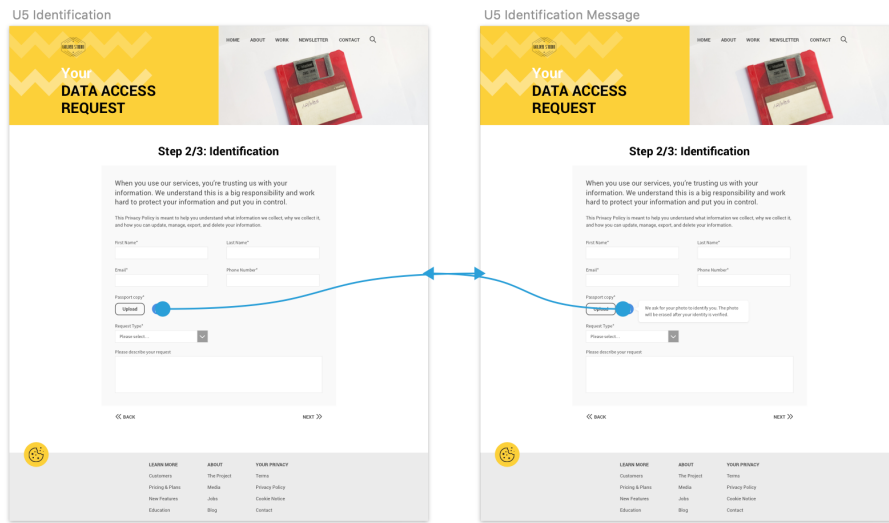 U5 Identification
HOME ABOUT WORK NEWSLETTER CONTACT
Your
DATA ACCESS
REQUEST
Step 2/3: Identification
When you use our services, you're trusting us with your
information. We understand this is a big responsibility and work
hard to protect your information and put you in control.
This Privacy Policy is meant to help you understand what information we collect, why we collect it,
and how you can update, manage, export, and delete your information.
First Name* Last Name*
Email* Phone Number*
Passport copy*
Upload
Request Type*
Please select...
Please describe your request
BACK NEXT
LEARN MORE ABOUT YOUR PRIVACY
Customers The Project Terms
Pricing & Plans Media Privacy Policy
New Features Jobs Cookie Notice
Education Blog Contact
U5 Identification Message
HOME ABOUT WORK NEWSLETTER CONTACT
Your
DATA ACCESS
REQUEST
Step 2/3: Identification
When you use our services, you're trusting us with your
information. We understand this is a big responsibility and work
hard to protect your information and put you in control.
This Privacy Policy is meant to help you understand what information we collect, why we collect it,
and how you can update, manage, export, and delete your information.
First Name* Last Name*
Email* Phone Number*
Passport copy*
Upload
We ask for your photo to identify you. The photo
will be erased after your identity is verified.
Request Type*
Please select...
Please describe your request
BACK NEXT
LEARN MORE ABOUT YOUR PRIVACY
Customers The Project Terms
Pricing & Plans Media Privacy Policy
New Features Jobs Cookie Notice
Education Blog Contact